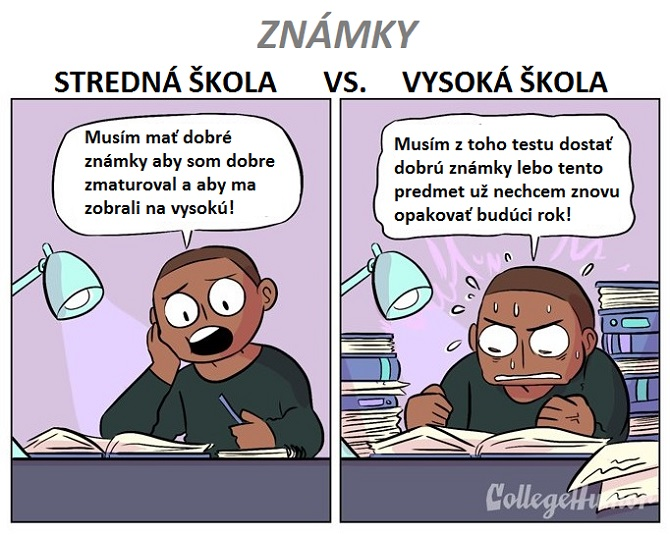 ZNÁMKY
STREDNÁ ŠKOLA VS. VYSOKÁ ŠKOLA
Musím mať dobré
známky aby som dobre
zmaturoval a aby ma
zobrali na vysokú!
Musím z toho testu dostať
dobrú známky lebo tento
predmet už nechcem znovu
opakovať budúci rok!
CollegeHumor